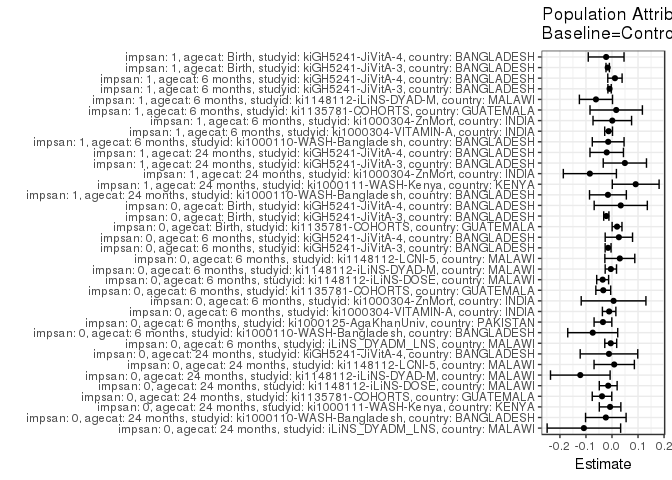 Population Attrib
Baseline=Contro
impsan: 1, agecat: Birth, studyid: kiGH5241-JiVitA-4, country: BANGLADESH
impsan: 1, agecat: Birth, studyid: kiGH5241-JiVitA-3, country: BANGLADESH
impsan: 1, agecat: 6 months, studyid: kiGH5241-JiVitA-4, country: BANGLADESH
impsan: 1, agecat: 6 months, studyid: kiGH5241-JiVitA-3, country: BANGLADESH
impsan: 1, agecat: 6 months, studyid: ki1148112-iLiNS-DYAD-M, country: MALAWI
impsan: 1, agecat: 6 months, studyid: ki1135781-COHORTS, country: GUATEMALA
impsan: 1, agecat: 6 months, studyid: ki1000304-ZnMort, country: INDIA
impsan: 1, agecat: 6 months, studyid: ki1000304-VITAMIN-A, country: INDIA
impsan: 1, agecat: 6 months, studyid: ki1000110-WASH-Bangladesh, country: BANGLADESH
impsan: 1, agecat: 24 months, studyid: kiGH5241-JiVitA-4, country: BANGLADESH
impsan: 1, agecat: 24 months, studyid: kiGH5241-JiVitA-3, country: BANGLADESH
impsan: 1, agecat: 24 months, studyid: ki1000304-ZnMort, country: INDIA
impsan: 1, agecat: 24 months, studyid: ki1000111-WASH-Kenya, country: KENYA
impsan: 1, agecat: 24 months, studyid: ki1000110-WASH-Bangladesh, country: BANGLADESH
impsan: 0, agecat: Birth, studyid: kiGH5241-JiVitA-4, country: BANGLADESH
impsan: 0, agecat: Birth, studyid: kiGH5241-JiVitA-3, country: BANGLADESH
impsan: 0, agecat: Birth, studyid: ki1135781-COHORTS, country: GUATEMALA
impsan: 0, agecat: 6 months, studyid: kiGH5241-JiVitA-4, country: BANGLADESH
impsan: 0, agecat: 6 months, studyid: kiGH5241-JiVitA-3, country: BANGLADESH
impsan: 0, agecat: 6 months, studyid: ki1148112-LCNI-5, country: MALAWI
impsan: 0, agecat: 6 months, studyid: ki1148112-iLiNS-DYAD-M, country: MALAWI
impsan: 0, agecat: 6 months, studyid: ki1148112-iLiNS-DOSE, country: MALAWI
impsan: 0, agecat: 6 months, studyid: ki1135781-COHORTS, country: GUATEMALA
impsan: 0, agecat: 6 months, studyid: ki1000304-ZnMort, country: INDIA
impsan: 0, agecat: 6 months, studyid: ki1000304-VITAMIN-A, country: INDIA
impsan: 0, agecat: 6 months, studyid: ki1000125-AgaKhanUniv, country: PAKISTAN
impsan: 0, agecat: 6 months, studyid: ki1000110-WASH-Bangladesh, country: BANGLADESH
impsan: 0, agecat: 6 months, studyid: iLiNS_DYADM_LNS, country: MALAWI
impsan: 0, agecat: 24 months, studyid: kiGH5241-JiVitA-4, country: BANGLADESH
impsan: 0, agecat: 24 months, studyid: ki1148112-LCNI-5, country: MALAWI
impsan: 0, agecat: 24 months, studyid: ki1148112-iLiNS-DYAD-M, country: MALAWI
impsan: 0, agecat: 24 months, studyid: ki1148112-iLiNS-DOSE, country: MALAWI
impsan: 0, agecat: 24 months, studyid: ki1135781-COHORTS, country: GUATEMALA
impsan: 0, agecat: 24 months, studyid: ki1000111-WASH-Kenya, country: KENYA
impsan: 0, agecat: 24 months, studyid: ki1000110-WASH-Bangladesh, country: BANGLADESH
impsan: 0, agecat: 24 months, studyid: iLiNS_DYADM_LNS, country: MALAWI
-0.2 -0.1 0.0 0.1 0.2
Estimate